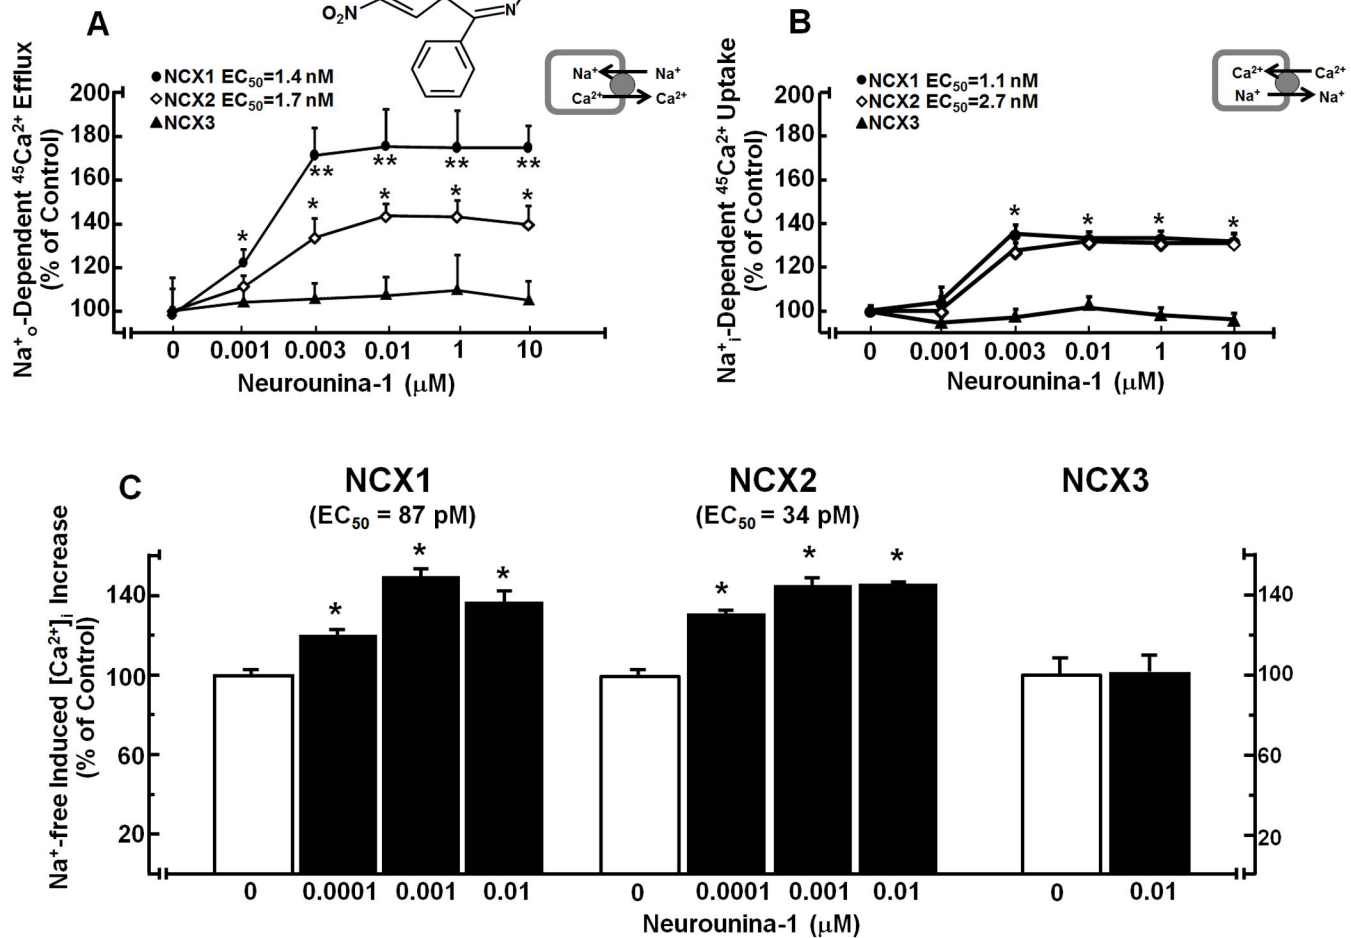 A
O₂N
N
Na⁺ₒ-Dependent ⁴⁵Ca²⁺ Efflux
(% of Control)
NCX1 EC₅₀=1.4 nM
NCX2 EC₅₀=1.7 nM
NCX3
Na⁺ Na⁺
Ca²⁺ Ca²⁺
200
180
160
140
120
100
** ** ** **
* * * * *
0 0.001 0.003 0.01 1 10
Neurounina-1 (μM)
B
Na⁺ᵢ-Dependent ⁴⁵Ca²⁺ Uptake
(% of Control)
NCX1 EC₅₀=1.1 nM
NCX2 EC₅₀=2.7 nM
NCX3
Ca²⁺ Ca²⁺
Na⁺ Na⁺
200
180
160
140
120
100
* * * *
0 0.001 0.003 0.01 1 10
Neurounina-1 (μM)
C
NCX1 NCX2 NCX3
(EC₅₀ = 87 pM) (EC₅₀ = 34 pM)
Na⁺-free Induced [Ca²⁺]ᵢ Increase
(% of Control)
* * * * * *
140 140
100 100
60 60
20 20
0 0.0001 0.001 0.01 0 0.0001 0.001 0.01 0 0.01
Neurounina-1 (μM)